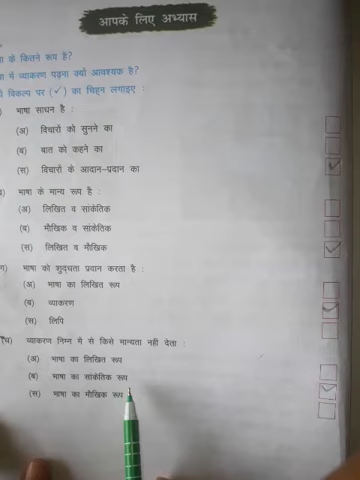 आपके लिए अभ्यास
के कितने रूप हैं?
में व्याकरण पढ़ना क्यों आवश्यक है?
विकल्प पर (✓) का चिह्न लगाइए :
भाषा साधन है :
(अ) विचारों को सुनने का
(ब) बात को कहने का
(स) विचारों के आदान-प्रदान का
भाषा के मान्य रूप है :
(अ) लिखित व सांकेतिक
(ब) मौखिक व सांकेतिक
(स) लिखित व मौखिक
भाषा को शुद्धता प्रदान करता है :
(अ) भाषा का लिखित रूप
(ब) व्याकरण
(स) लिपि
(घ) व्याकरण निम्न में से किसे मान्यता नही देता :
(अ) भाषा का लिखित रूप
(ब) भाषा का सांकेतिक रूप
(स) भाषा का मौखिक रूप